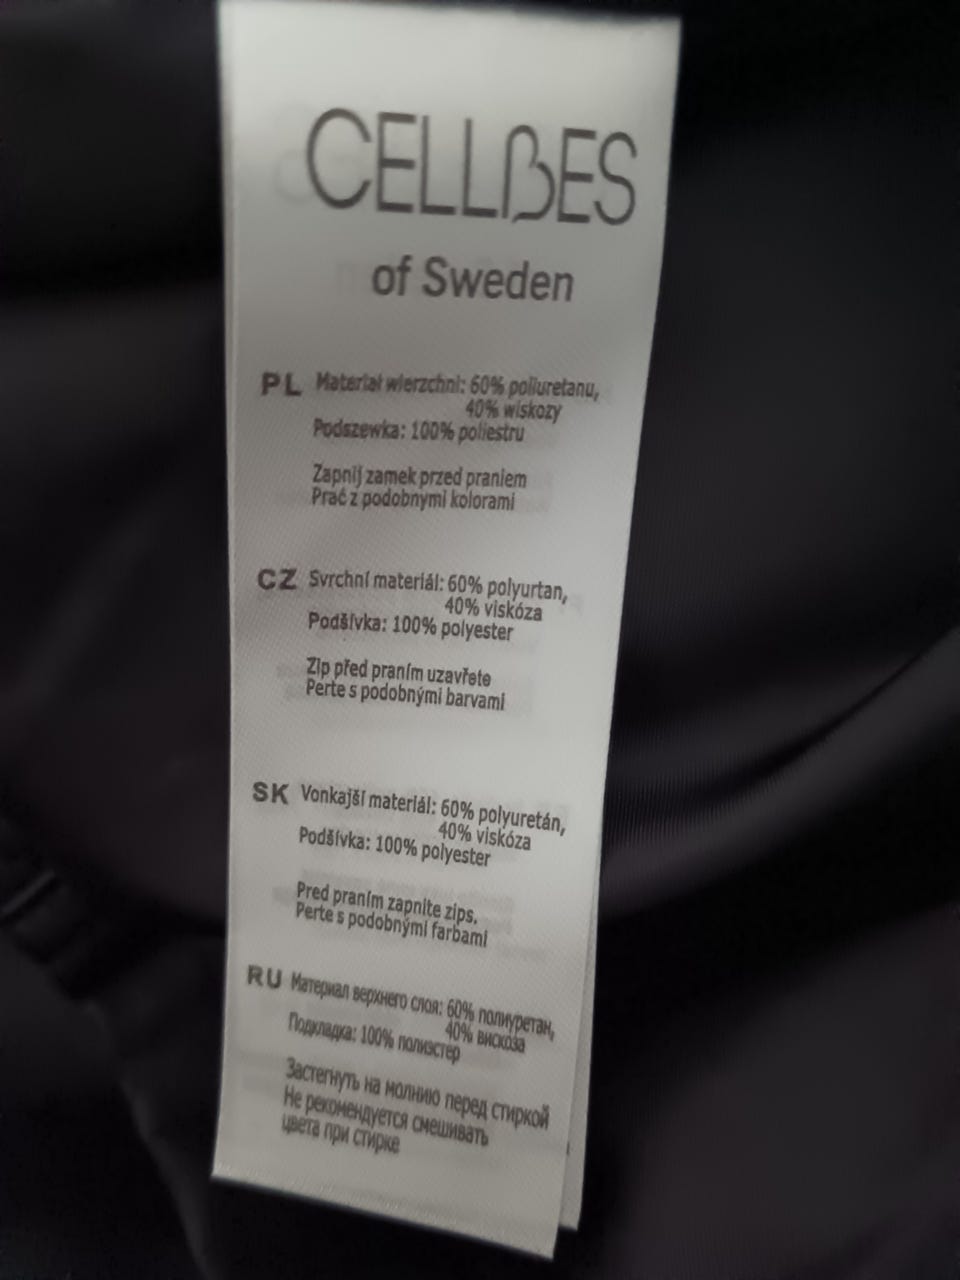 CELLBES
of Sweden
PL Materiał wierzchni: 60% poliuretanu,
40% wiskozy
Podszewka: 100% poliestru
Zapnij zamek przed praniem
Prać z podobnymi kolorami
CZ Svrchní materiál: 60% polyurtan,
40% viskóza
Podšívka: 100% polyester
Zip před praním uzavřete
Perte s podobnými barvami
SK Vonkajší materiál: 60% polyuretán,
40% viskóza
Podšívka: 100% polyester
Pred praním zapnite zips.
Perte s podobnými farbami
RU Материал верхнего слоя: 60% полиуретан,
40% вискоза
Подкладка: 100% полиэстер
Застегнуть на молнию перед стиркой
Не рекомендуется смешивать
цвета при стирке